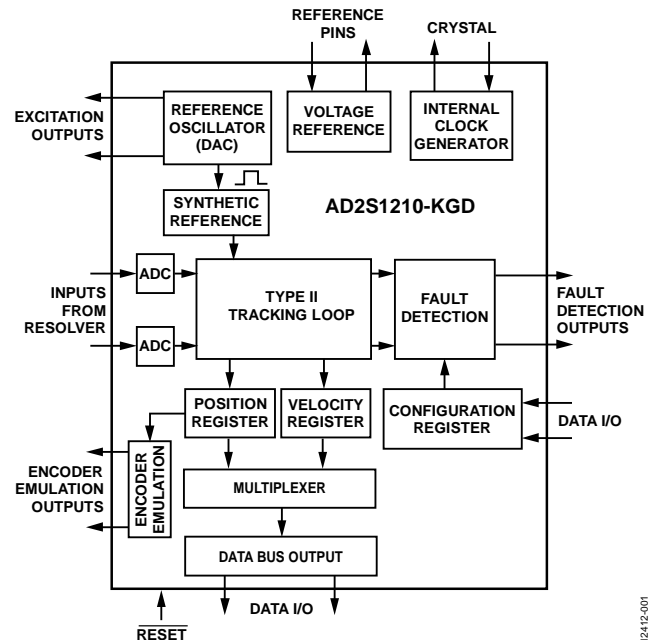 REFERENCE
PINS
CRYSTAL
EXCITATION
OUTPUTS
REFERENCE
OSCILLATOR
(DAC)
VOLTAGE
REFERENCE
INTERNAL
CLOCK
GENERATOR
SYNTHETIC
REFERENCE
AD2S1210-KGD
INPUTS
FROM
RESOLVER
ADC
ADC
TYPE II
TRACKING LOOP
FAULT
DETECTION
FAULT
DETECTION
OUTPUTS
POSITION
REGISTER
VELOCITY
REGISTER
CONFIGURATION
REGISTER
DATA I/O
ENCODER
EMULATION
OUTPUTS
ENCODER
EMULATION
MULTIPLEXER
DATA BUS OUTPUT
RESET
DATA I/O
12412-001